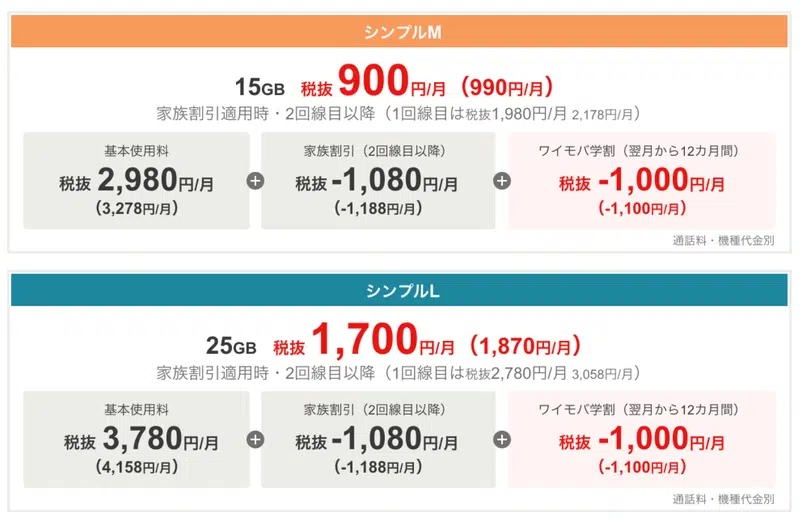 シンプルM
15GB 税抜 900円/月（990円/月）
家族割引適用時・2回線目以降（1回線目は税抜1,980円/月 2,178円/月）
基本使用料
税抜 2,980円/月
（3,278円/月）
+
家族割引（2回線目以降）
税抜 -1,080円/月
（-1,188円/月）
+
ワイモバ学割（翌月から12カ月間）
税抜 -1,000円/月
（-1,100円/月）
通話料・機種代金別
シンプルL
25GB 税抜 1,700円/月（1,870円/月）
家族割引適用時・2回線目以降（1回線目は税抜2,780円/月 3,058円/月）
基本使用料
税抜 3,780円/月
（4,158円/月）
+
家族割引（2回線目以降）
税抜 -1,080円/月
（-1,188円/月）
+
ワイモバ学割（翌月から12カ月間）
税抜 -1,000円/月
（-1,100円/月）
通話料・機種代金別